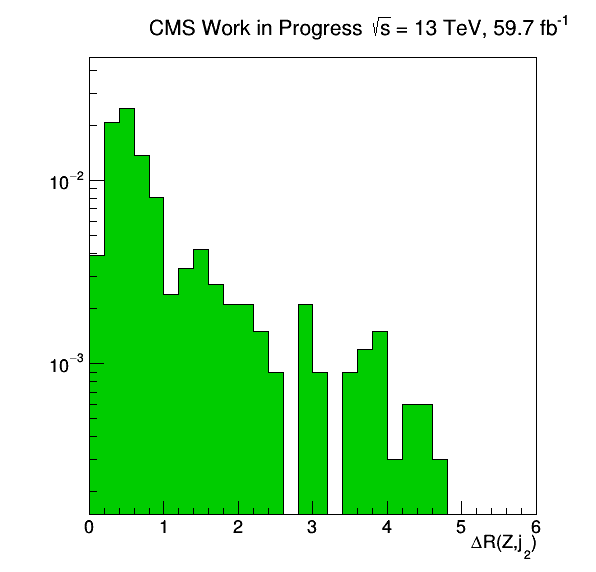 CMS Work in Progress √s = 13 TeV, 59.7 fb⁻¹
10⁻²
10⁻³
0 1 2 3 4 5 6
ΔR(Z,j₂)